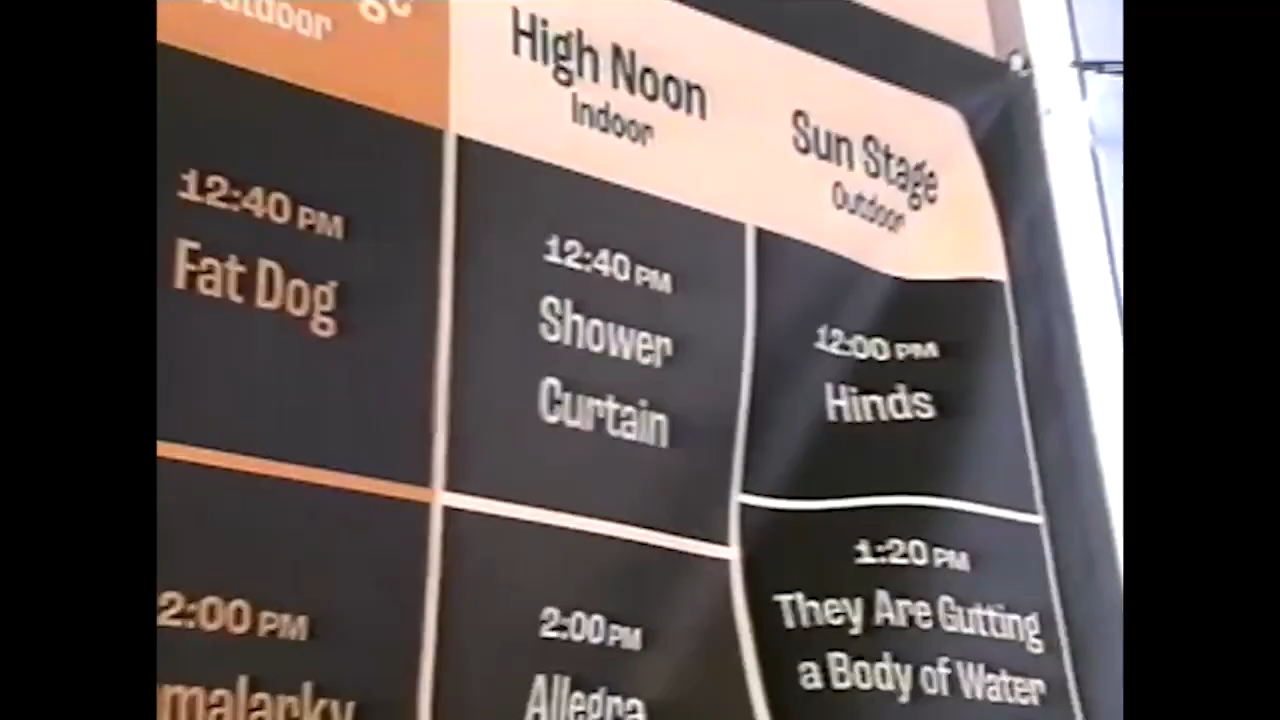 Outdoor
12:40 PM
Fat Dog
2:00 PM
malarky
High Noon
Indoor
12:40 PM
Shower
Curtain
2:00 PM
Allegra
Sun Stage
Outdoor
12:00 PM
Hinds
1:20 PM
They Are Gutting
a Body of Water